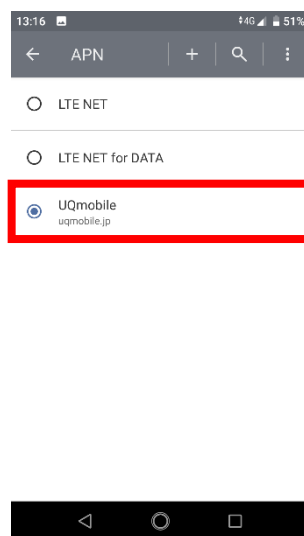 13:16 4G 51%
APN
LTE NET
LTE NET for DATA
UQmobile
uqmobile.jp